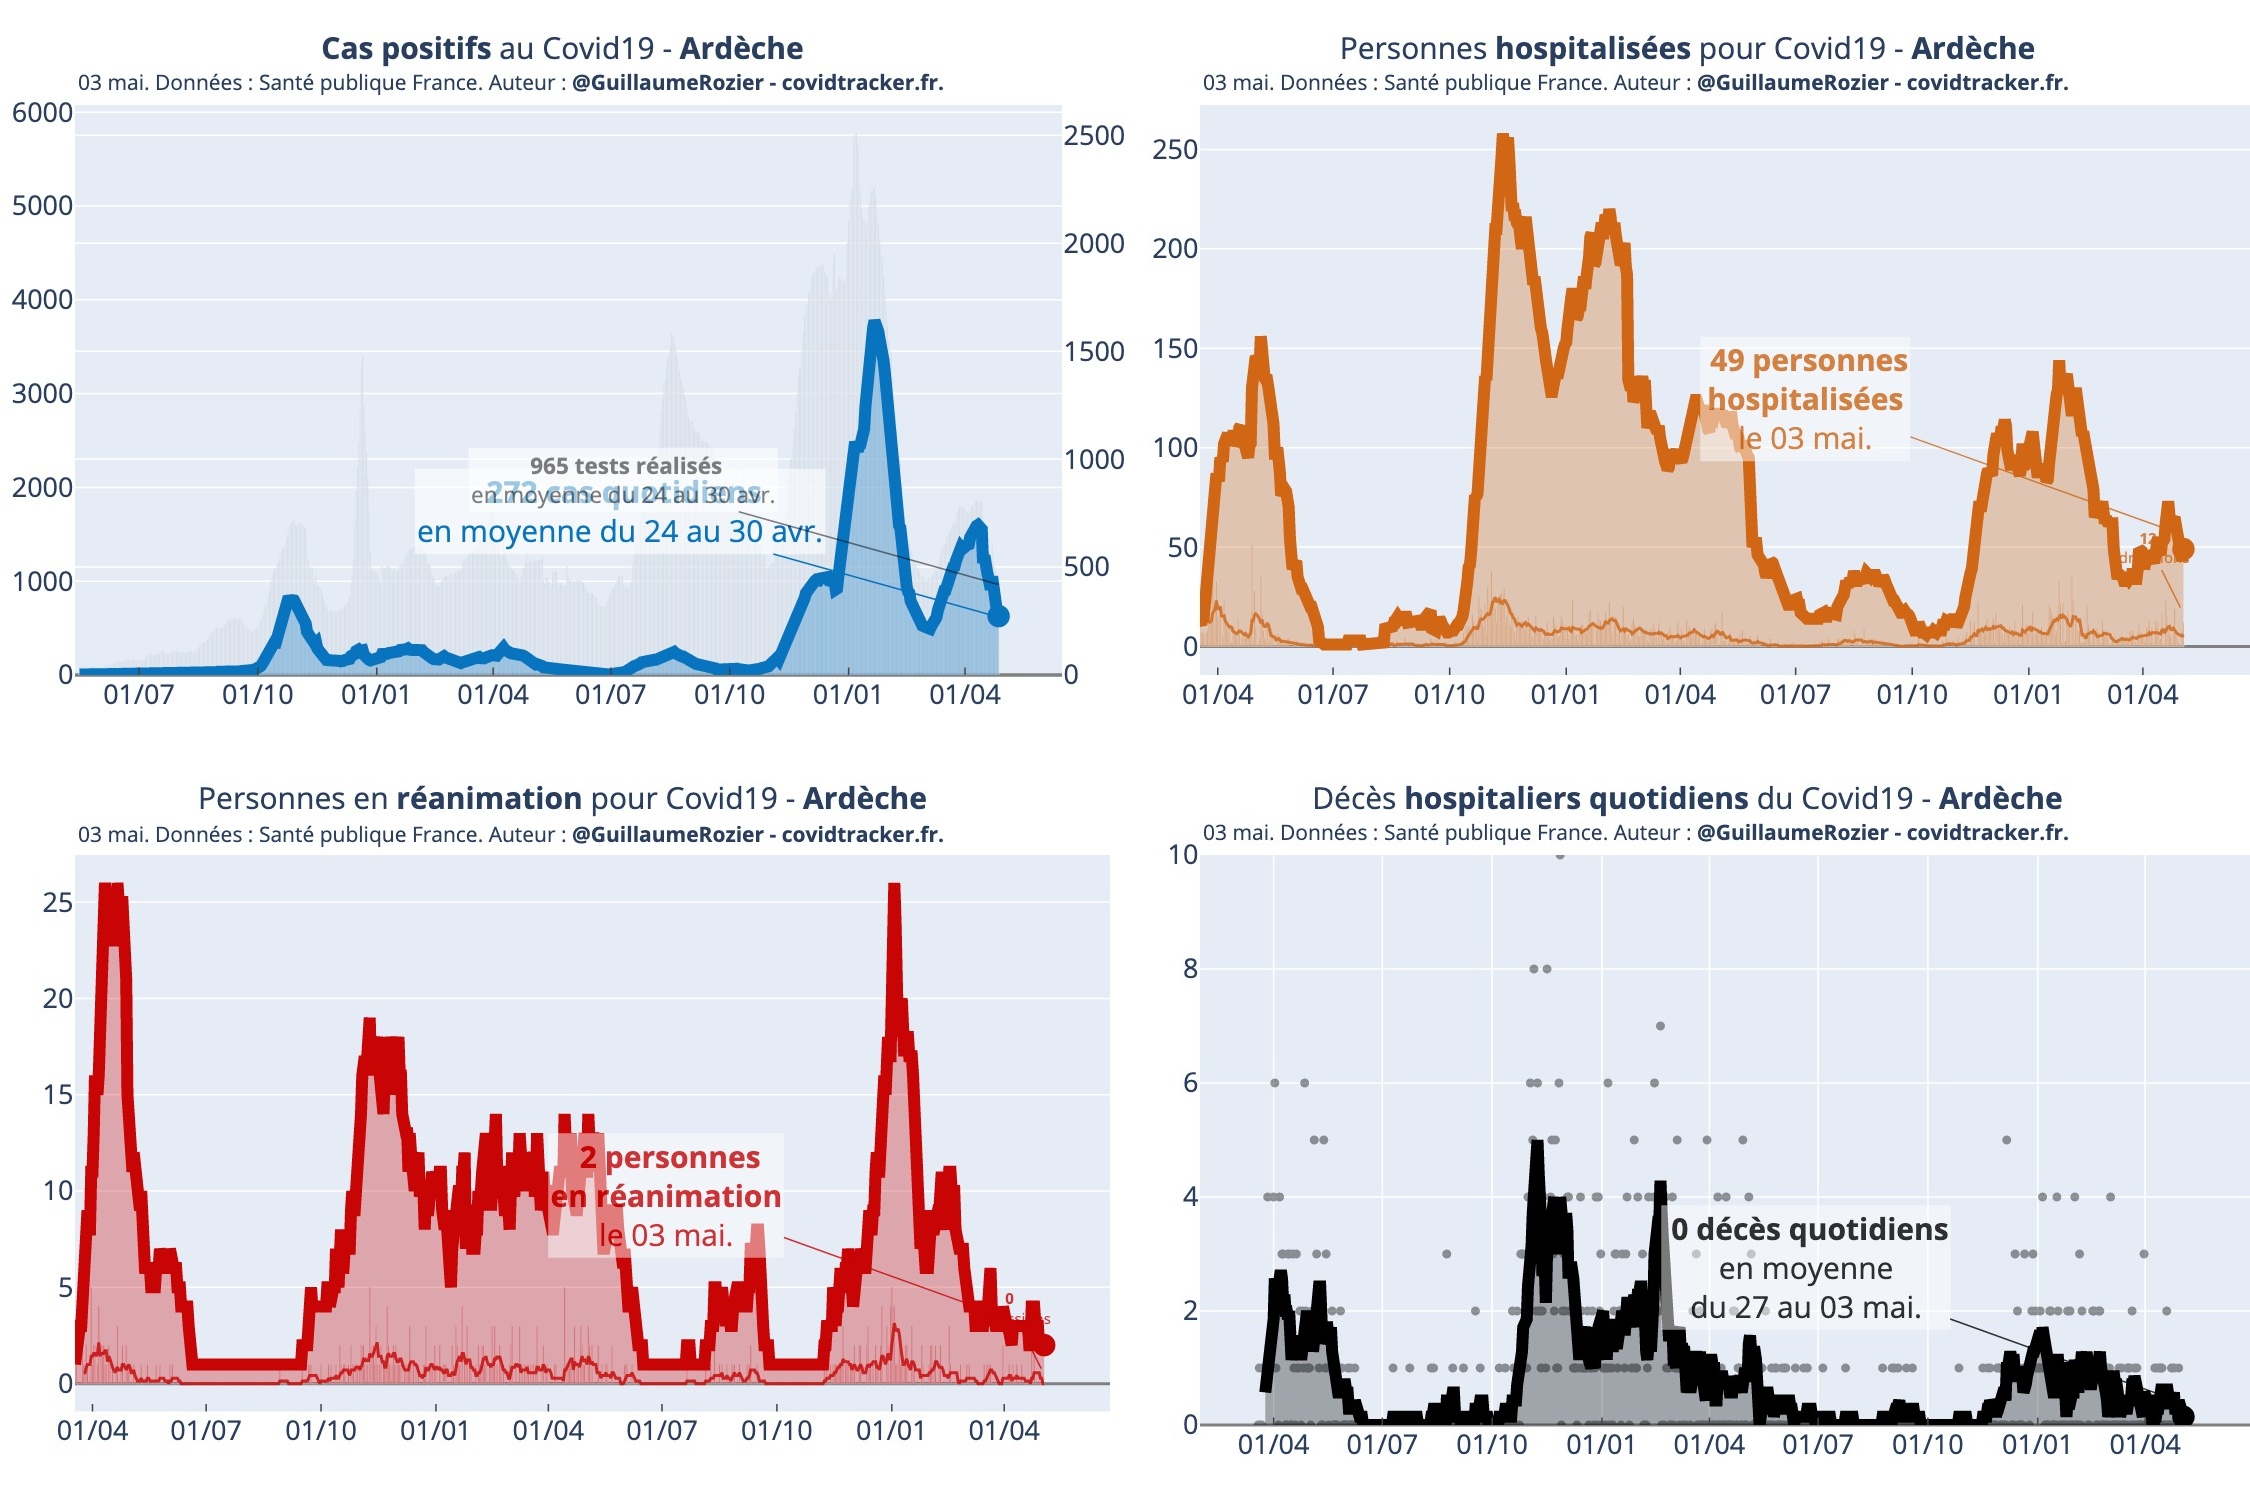 Cas positifs au Covid19 - Ardèche
03 mai. Données : Santé publique France. Auteur : @GuillaumeRozier - covidtracker.fr.
6000
5000
4000
3000
2000
1000
0
2500
2000
1500
1000
500
0
965 tests réalisés
en moyenne du 24 au 30 avr.
272 cas quotidiens
en moyenne du 24 au 30 avr.
01/07 01/10 01/01 01/04 01/07 01/10 01/01 01/04
Personnes hospitalisées pour Covid19 - Ardèche
03 mai. Données : Santé publique France. Auteur : @GuillaumeRozier - covidtracker.fr.
250
200
150
100
50
0
49 personnes
hospitalisées
le 03 mai.
01/04 01/07 01/10 01/01 01/04 01/07 01/10 01/01 01/04
Personnes en réanimation pour Covid19 - Ardèche
03 mai. Données : Santé publique France. Auteur : @GuillaumeRozier - covidtracker.fr.
25
20
15
10
5
0
2 personnes
en réanimation
le 03 mai.
0
01/04 01/07 01/10 01/01 01/04 01/07 01/10 01/01 01/04
Décès hospitaliers quotidiens du Covid19 - Ardèche
03 mai. Données : Santé publique France. Auteur : @GuillaumeRozier - covidtracker.fr.
10
8
6
4
2
0
0 décès quotidiens
en moyenne
du 27 au 03 mai.
01/04 01/07 01/10 01/01 01/04 01/07 01/10 01/01 01/04